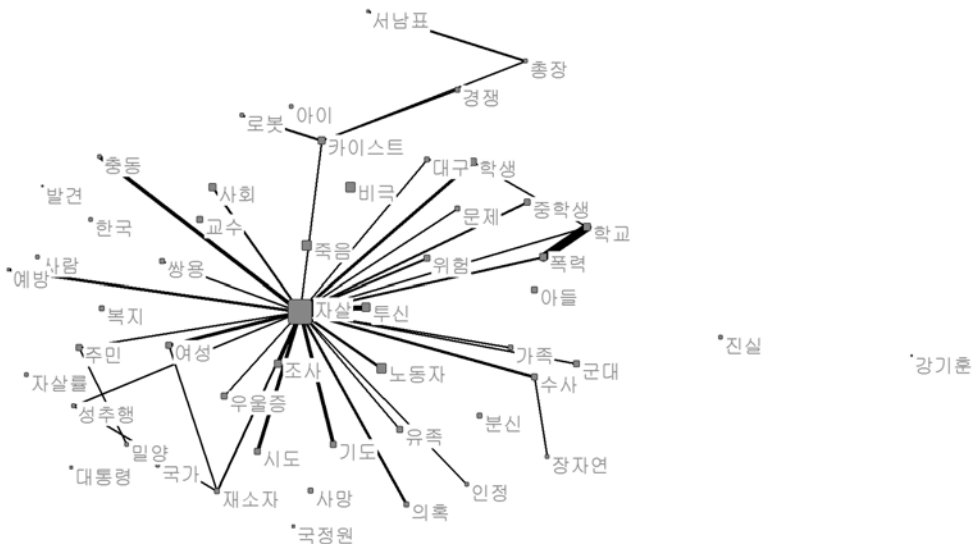 서남표
총장
경쟁
아이
로봇
카이스트
충동
대구
학생
사회
비극
발견
문제
중학생
한국
교수
학교
죽음
사람
쌍용
위험
폭력
예방
아들
복지
자살
투신
진실
주민
여성
가족
강기훈
조사
노동자
군대
자살률
수사
우울증
성추행
분신
유족
밀양
시도
기도
장자연
대통령
국가
재소자
사망
인정
의혹
국정원